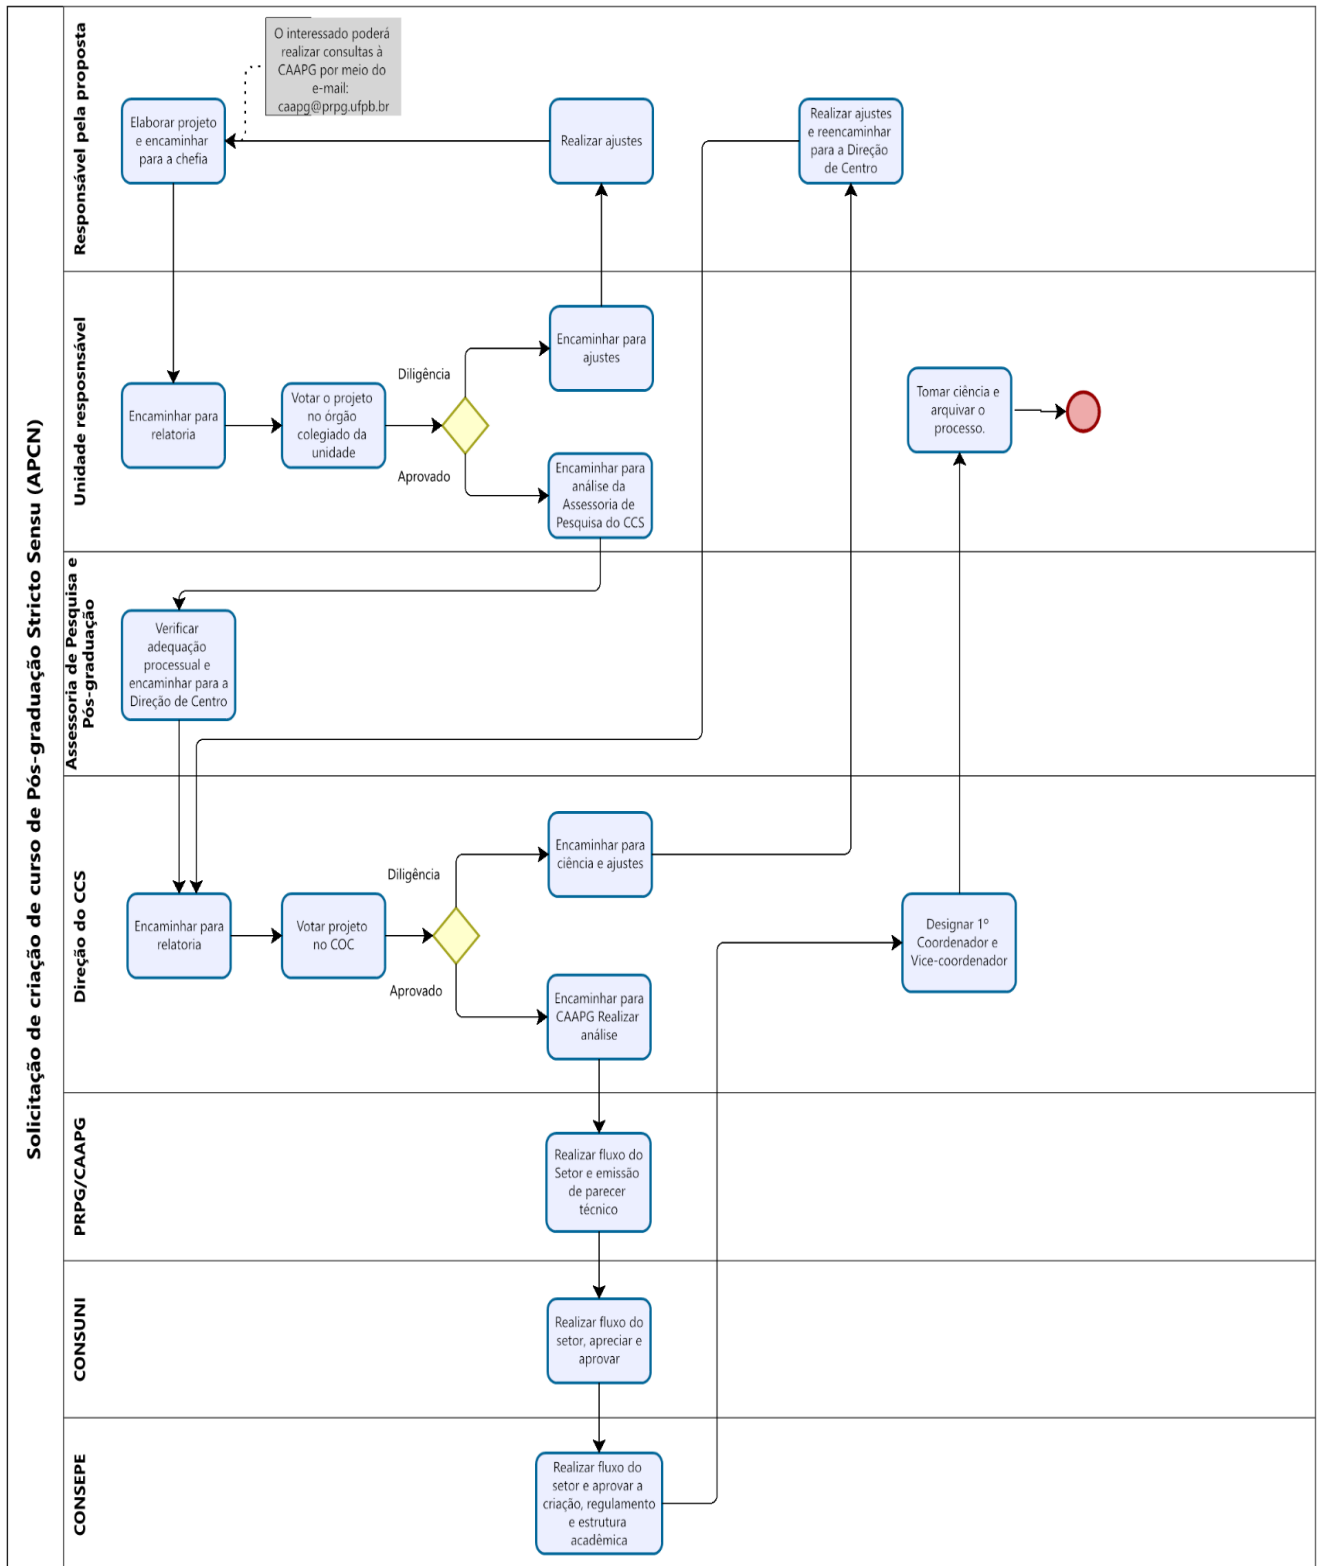 Solicitação de criação de curso de Pós-graduação Stricto Sensu (APCN)
Responsável pela proposta
O interessado poderá
realizar consultas à
CAAPG por meio do
e-mail:
caapg@prpg.ufpb.br
Elaborar projeto
e encaminhar
para a chefia
Realizar ajustes
Realizar ajustes
e reencaminhar
para a Direção
de Centro
Unidade resposnsável
Encaminhar para
relatoria
Votar o projeto
no órgão
colegiado da
unidade
Diligência
Aprovado
Encaminhar para
ajustes
Encaminhar para
análise da
Assessoria de
Pesquisa do CCS
Tomar ciência e
arquivar o
processo.
Assessoria de Pesquisa e
Pós-graduação
Verificar
adequação
processual e
encaminhar para a
Direção de Centro
Direção do CCS
Encaminhar para
relatoria
Votar projeto
no COC
Diligência
Aprovado
Encaminhar para
ciência e ajustes
Encaminhar para
CAAPG Realizar
análise
Designar 1º
Coordenador e
Vice-coordenador
PRPG/CAAPG
Realizar fluxo do
Setor e emissão
de parecer
técnico
CONSUNI
Realizar fluxo do
setor, apreciar e
aprovar
CONSEPE
Realizar fluxo do
setor e aprovar a
criação, regulamento
e estrutura
acadêmica